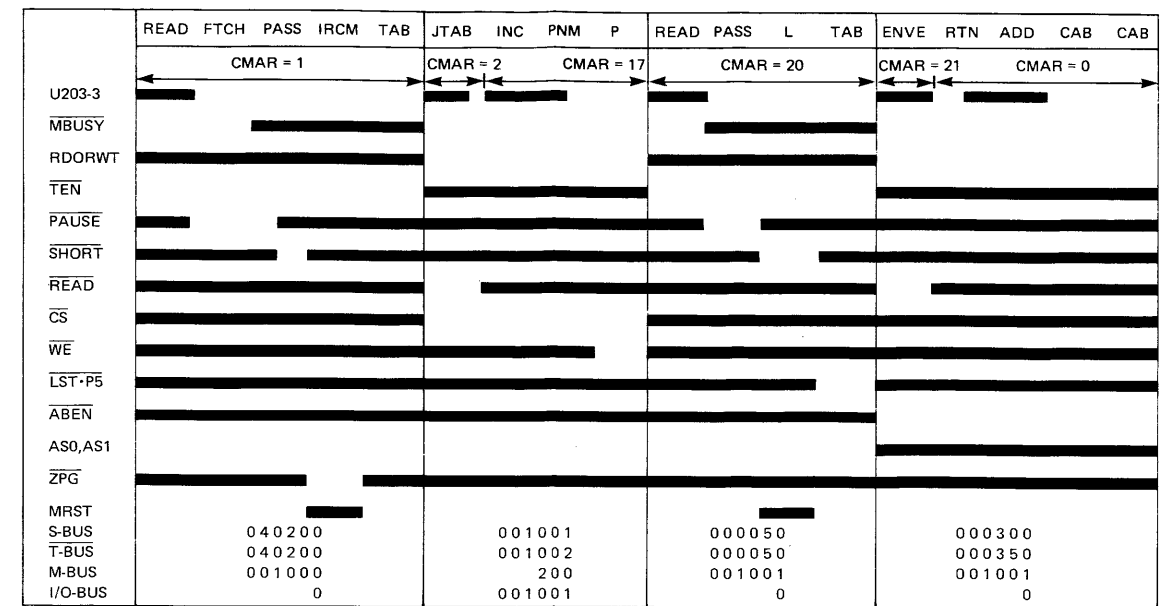 READ FTCH PASS IRCM TAB JTAB INC PNM P READ PASS L TAB ENVE RTN ADD CAB CAB
CMAR = 1 CMAR = 2 CMAR = 17 CMAR = 20 CMAR = 21 CMAR = 0
U203-3
MBUSY
RDORWT
TEN
PAUSE
SHORT
READ
CS
WE
LST·P5
ABEN
AS0,AS1
ZPG
MRST
S-BUS 040200 001001 000050 000300
T-BUS 040200 001002 000050 000350
M-BUS 001000 200 001001 001001
I/O-BUS 0 001001 0 0